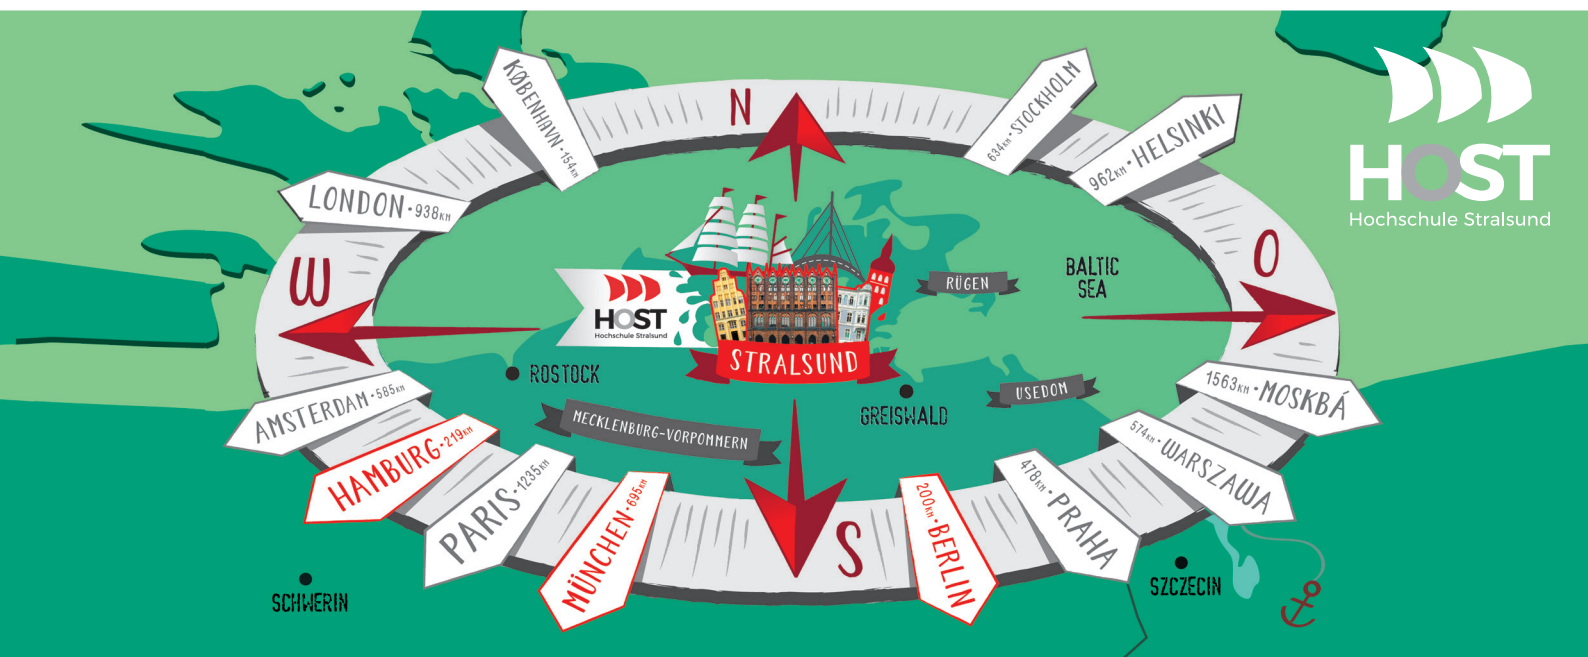 KØBENHAVN · 154KM
N
634KM · STOCKHOLM
962KM · HELSINKI
HOST
Hochschule Stralsund
LONDON · 938KM
W
O
HOST
Hochschule Stralsund
STRALSUND
RÜGEN
BALTIC
SEA
ROSTOCK
GREISWALD
USEDOM
MECKLENBURG-VORPOMMERN
AMSTERDAM · 585KM
HAMBURG · 219KM
PARIS · 1235KM
MÜNCHEN · 695KM
S
200KM · BERLIN
478KM · PRAHA
574KM · WARSZAWA
1563KM · MOSKBÁ
SCHWERIN
SZCZECIN